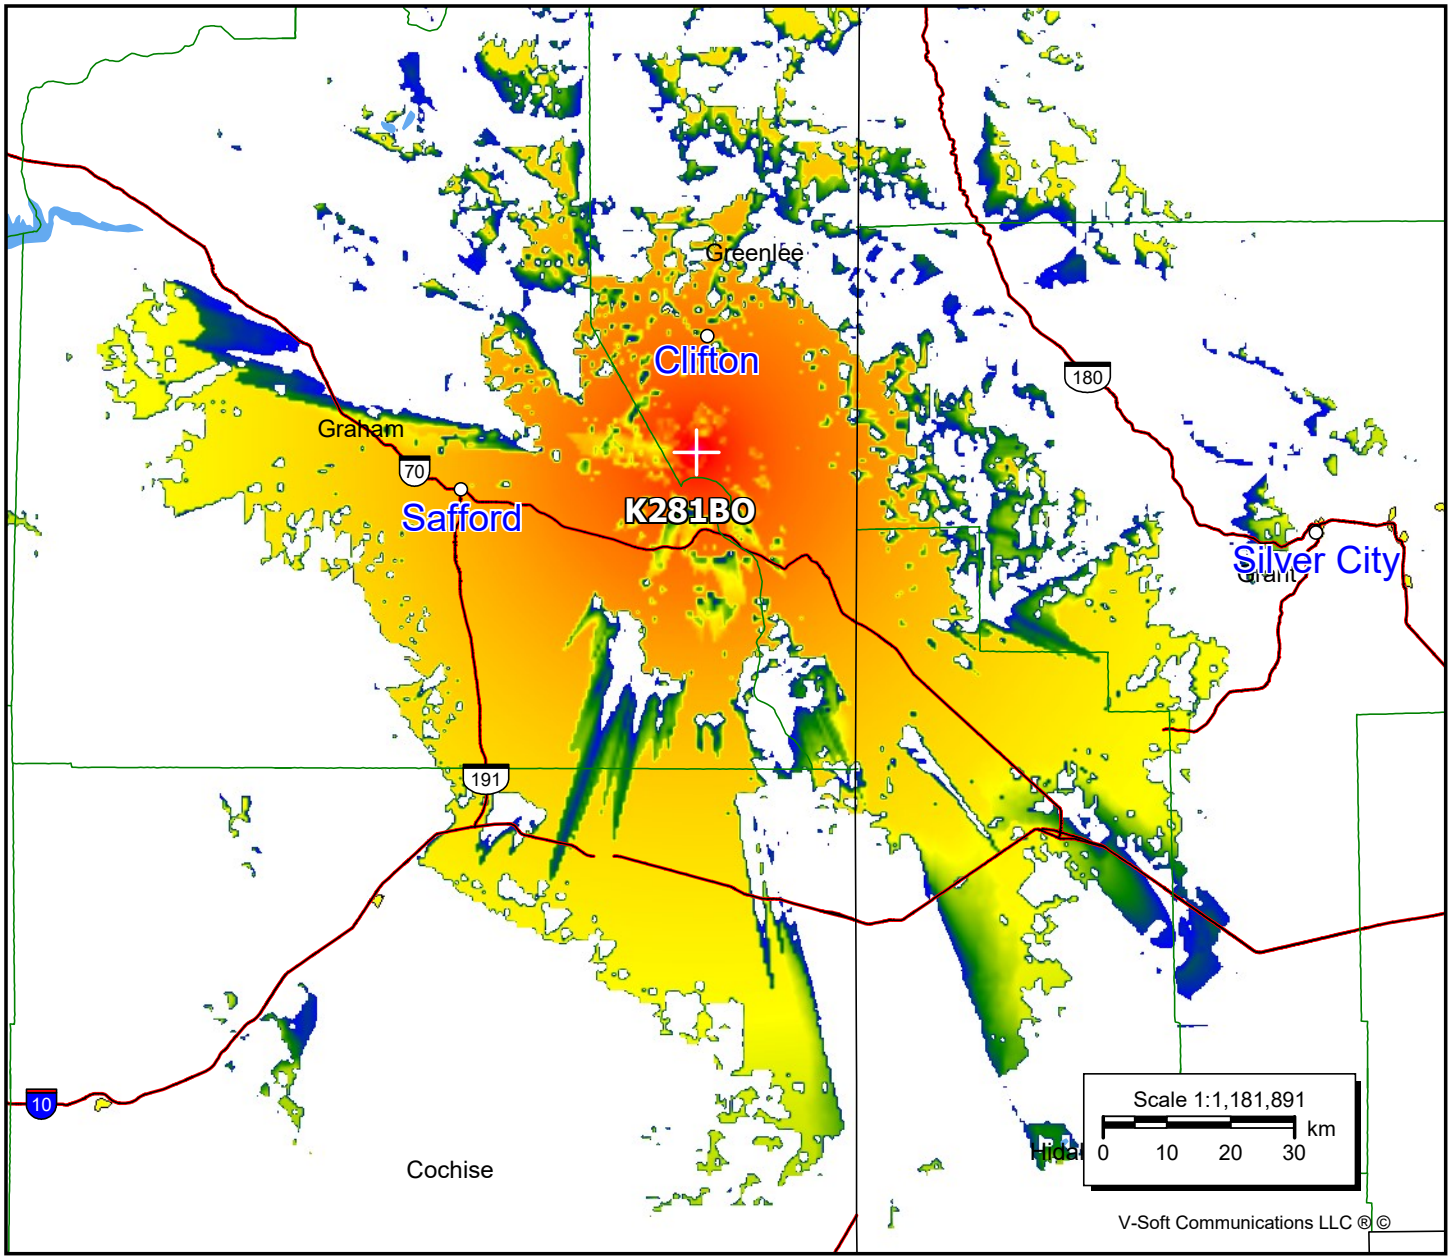 Greenlee
Clifton
180
Graham
70
Safford
K281BO
Silver City
Grant
191
10
Scale 1:1,181,891
km
0 10 20 30
Cochise
V-Soft Communications LLC ® ©